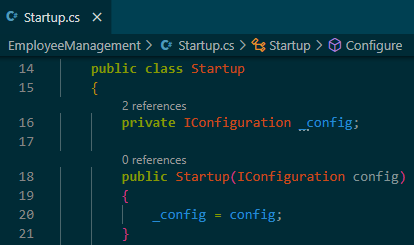 C# Startup.cs ×
EmployeeManagement > C# Startup.cs > Startup > Configure
14 public class Startup
15 {
2 references
16 private IConfiguration _config;
17
0 references
18 public Startup(IConfiguration config)
19 {
20 _config = config;
21 }